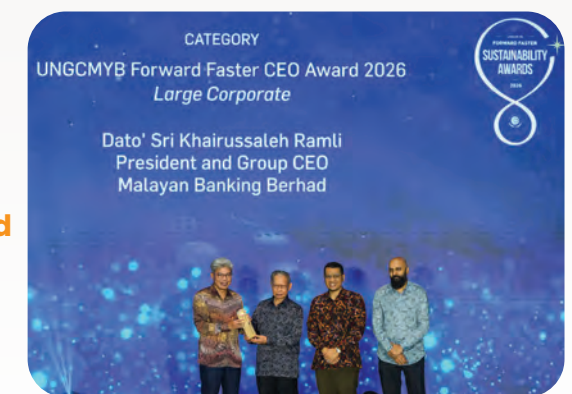 CATEGORY
UNGCMYB Forward Faster CEO Award 2026
Large Corporate
Dato' Sri Khairussaleh Ramli
President and Group CEO
Malayan Banking Berhad
FORWARD FASTER
SUSTAINABILITY
AWARDS
2026
d